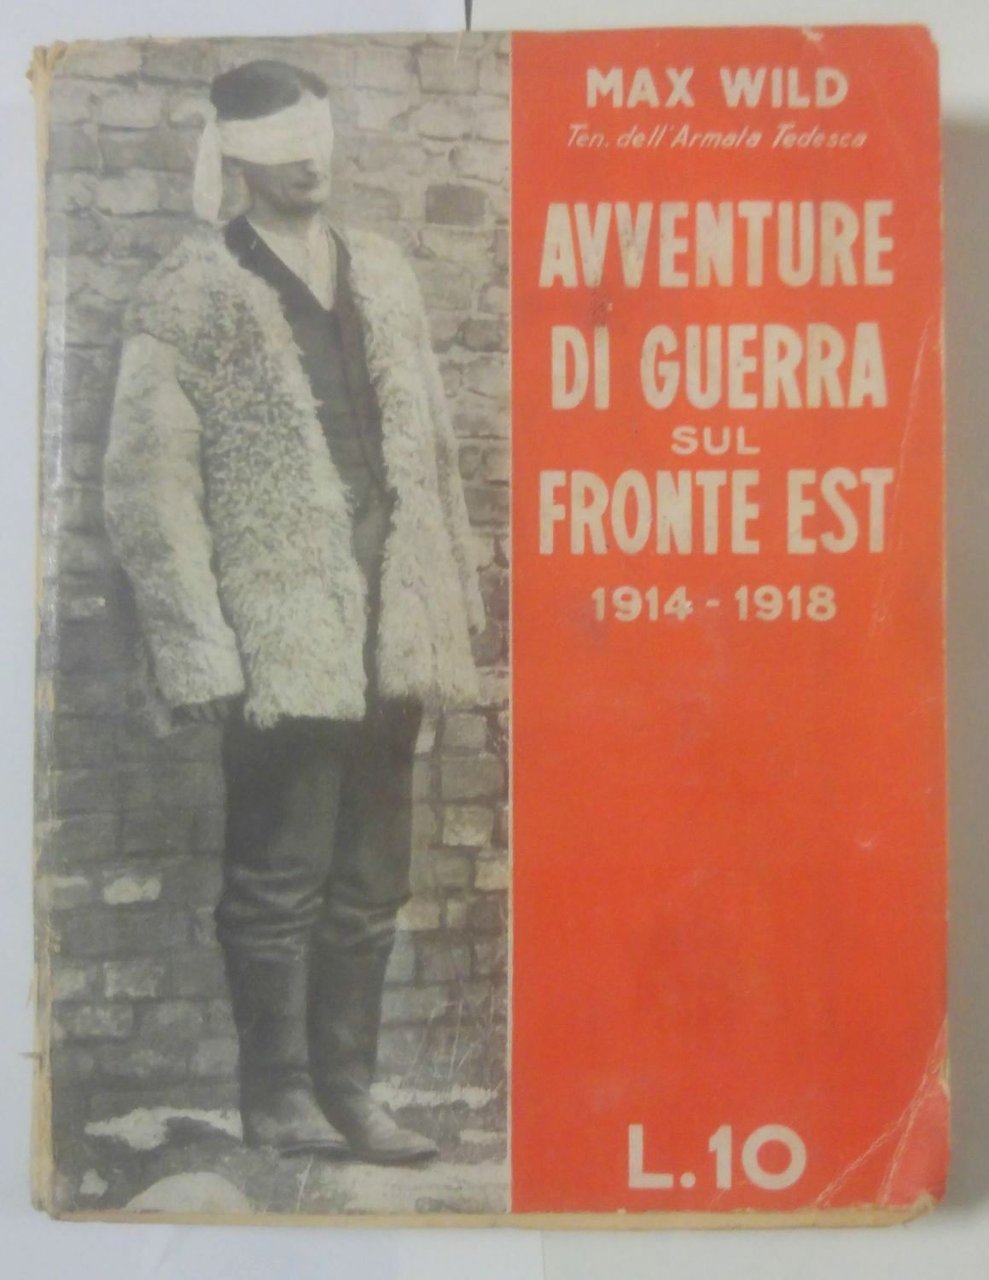 MAX WILD
Ten. dell'Armata Tedesca
AVVENTURE
DI GUERRA
SUL
FRONTE EST
1914 - 1918
L.10